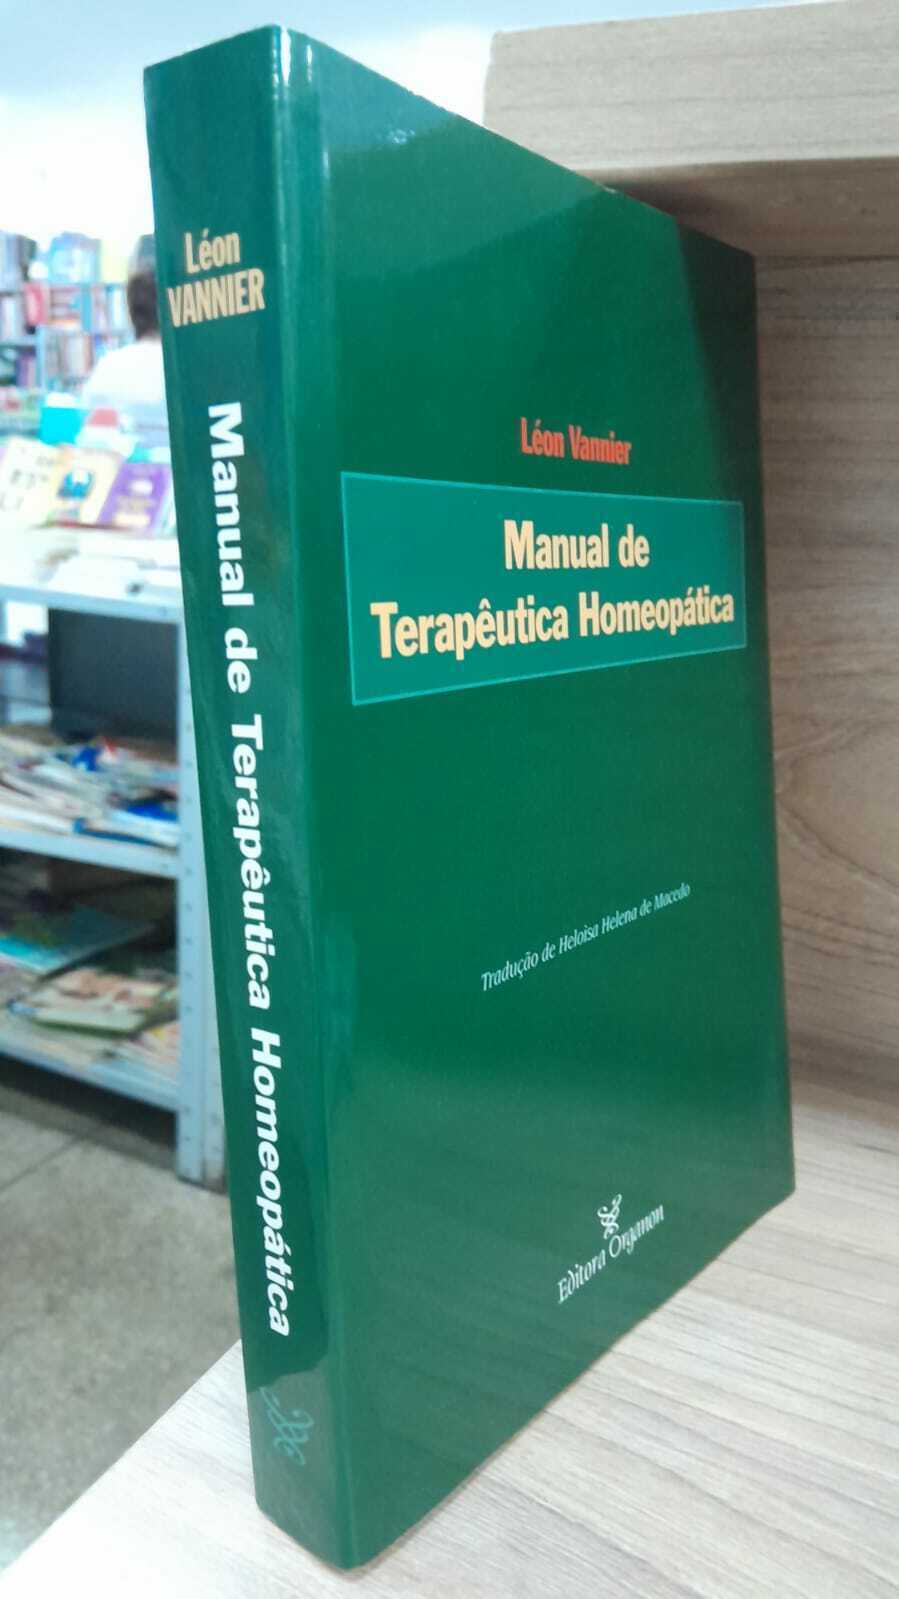 Léon
VANNIER
Manual de Terapêutica Homeopática
Léon Vannier
Manual de
Terapêutica Homeopática
Tradução de Heloisa Helena de Macedo
Editora Organon